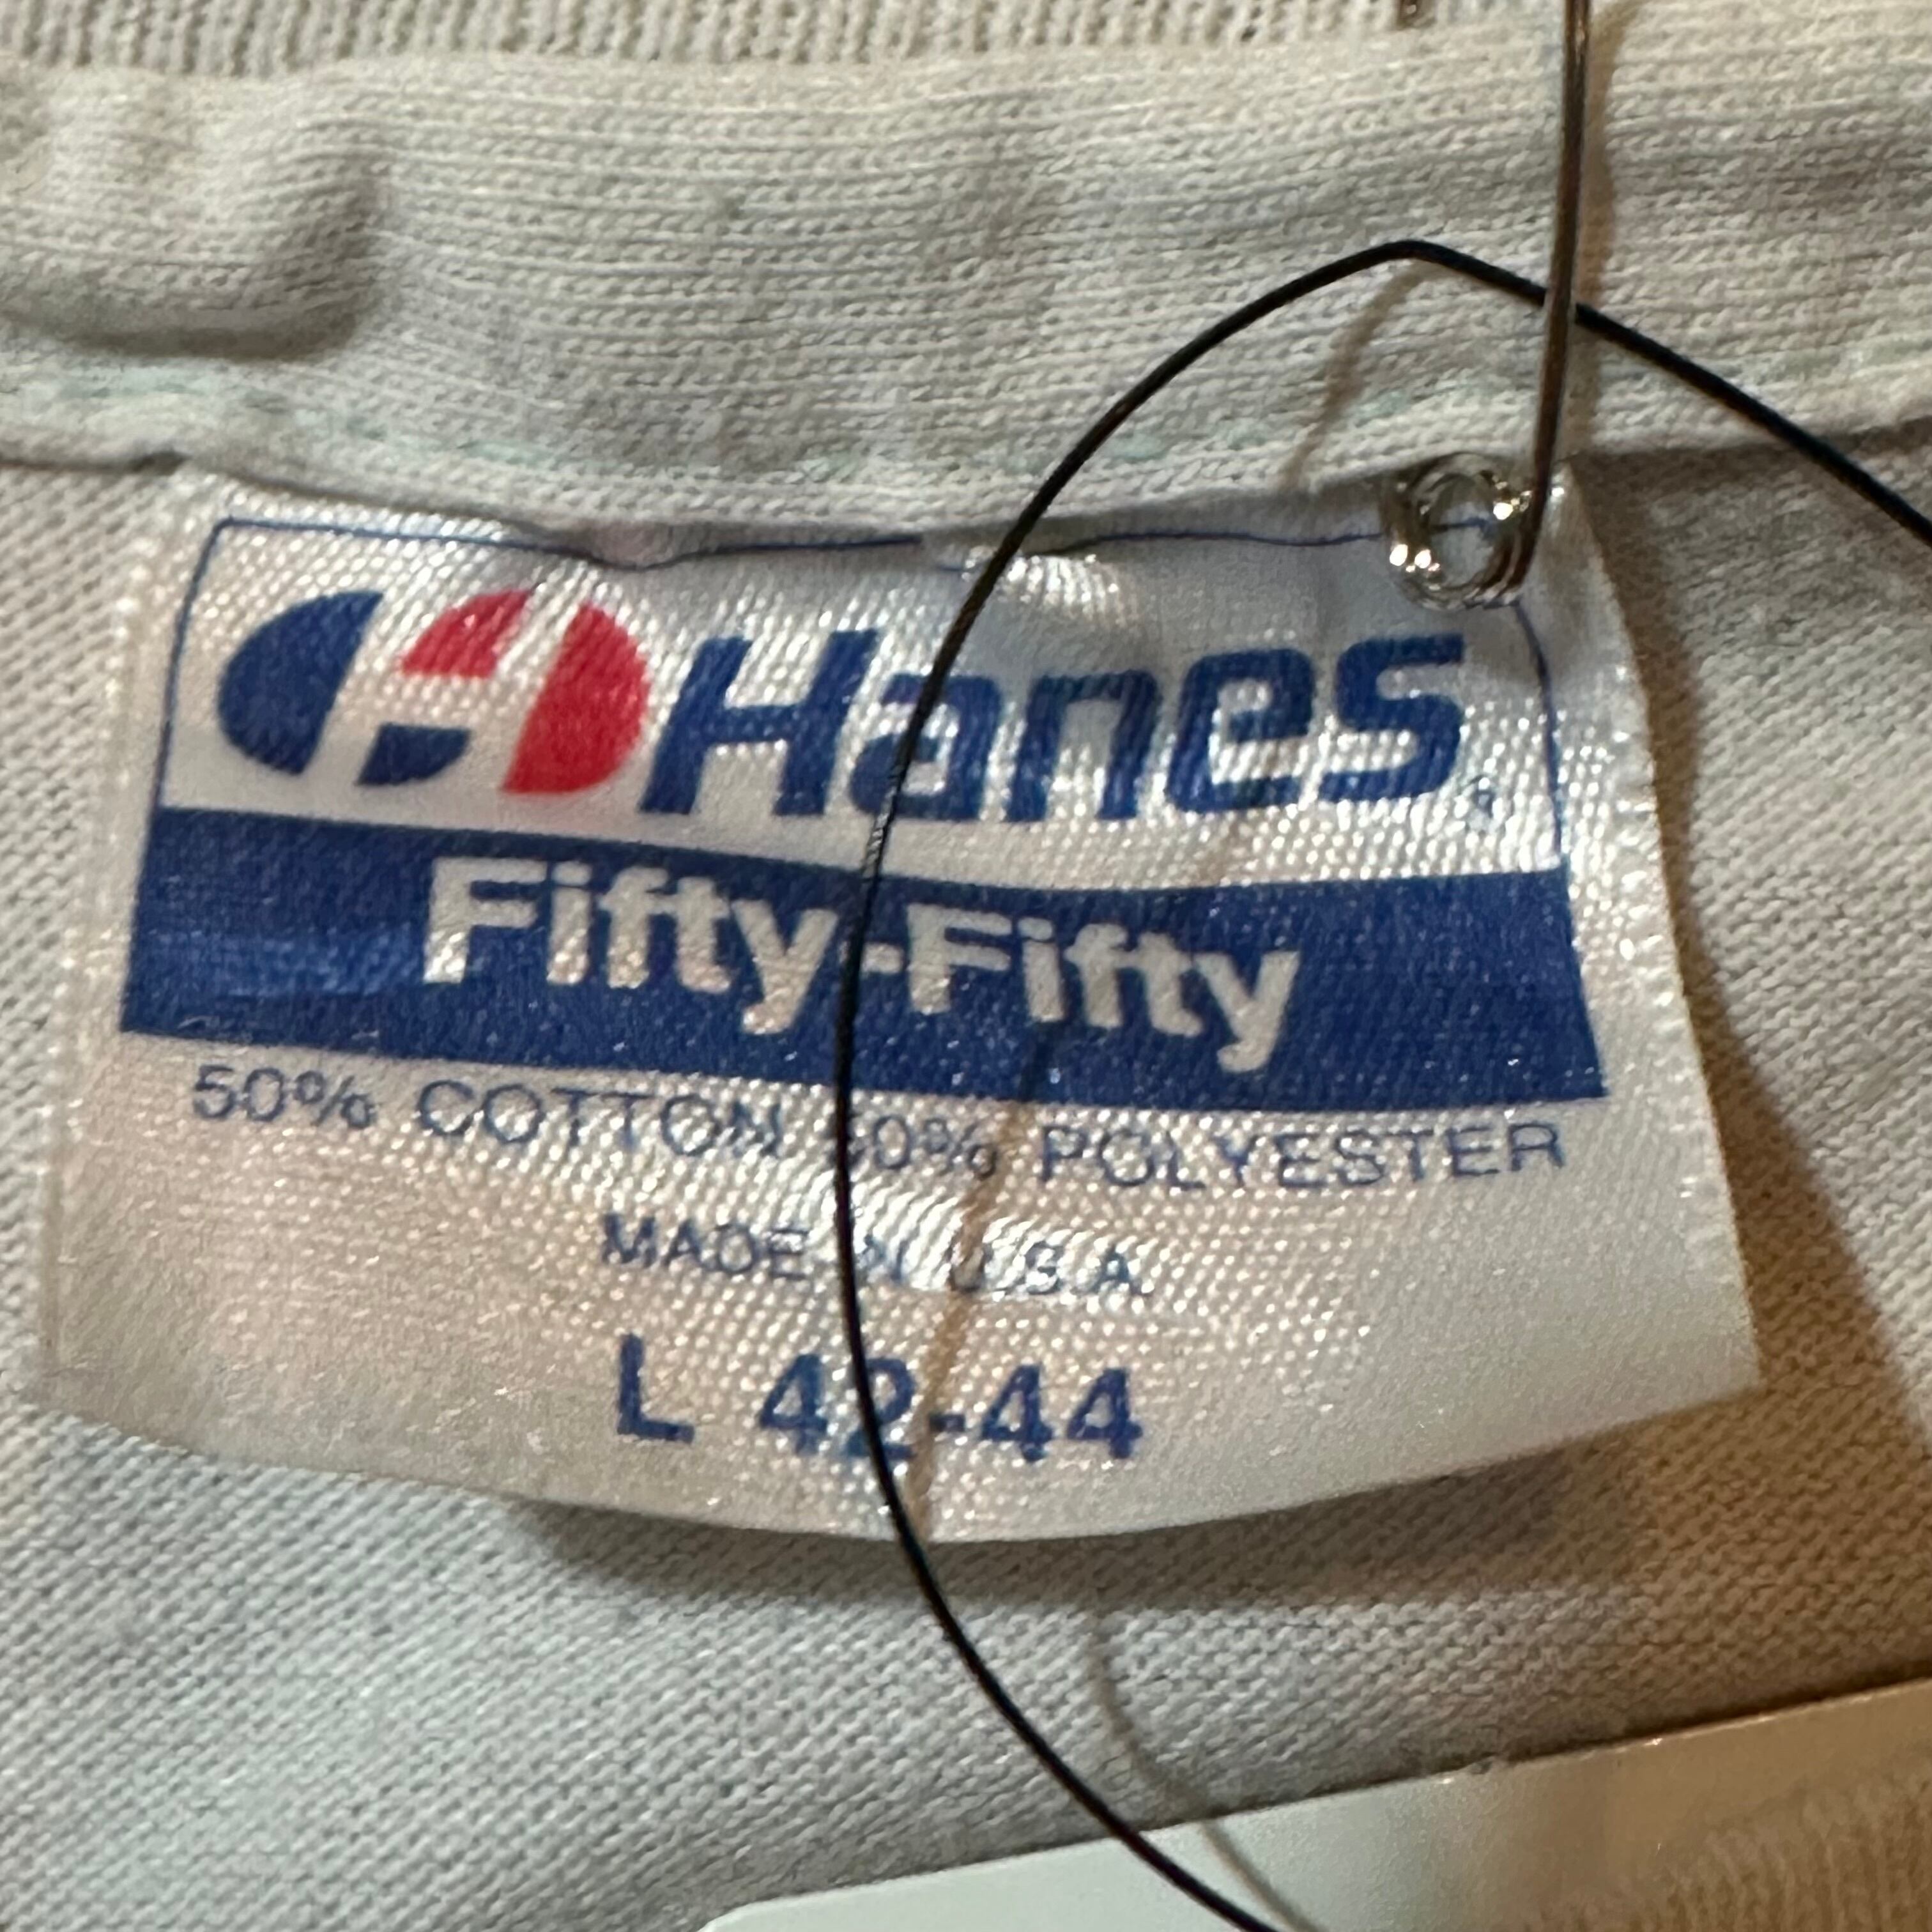 Hanes
Fifty-Fifty
50% COTTON 50% POLYESTER
MADE IN U.S.A.
L 42-44